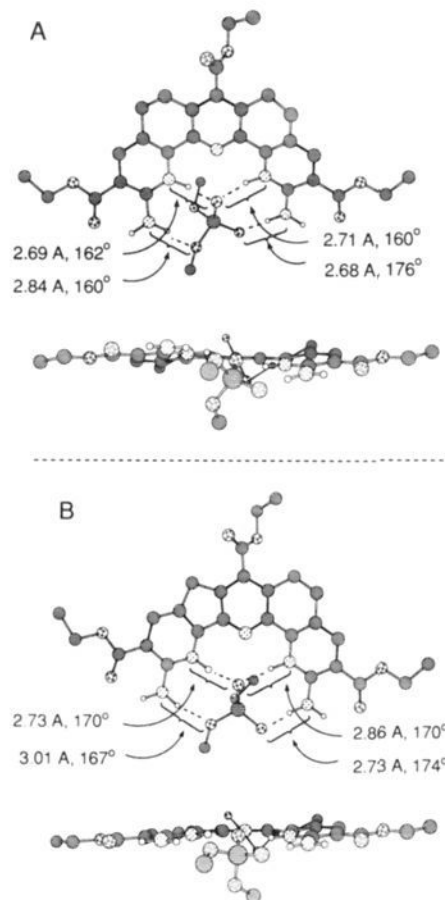 A
2.69 A, 162°
2.84 A, 160°
2.71 A, 160°
2.68 A, 176°
B
2.73 A, 170°
3.01 A, 167°
2.86 A, 170°
2.73 A, 174°